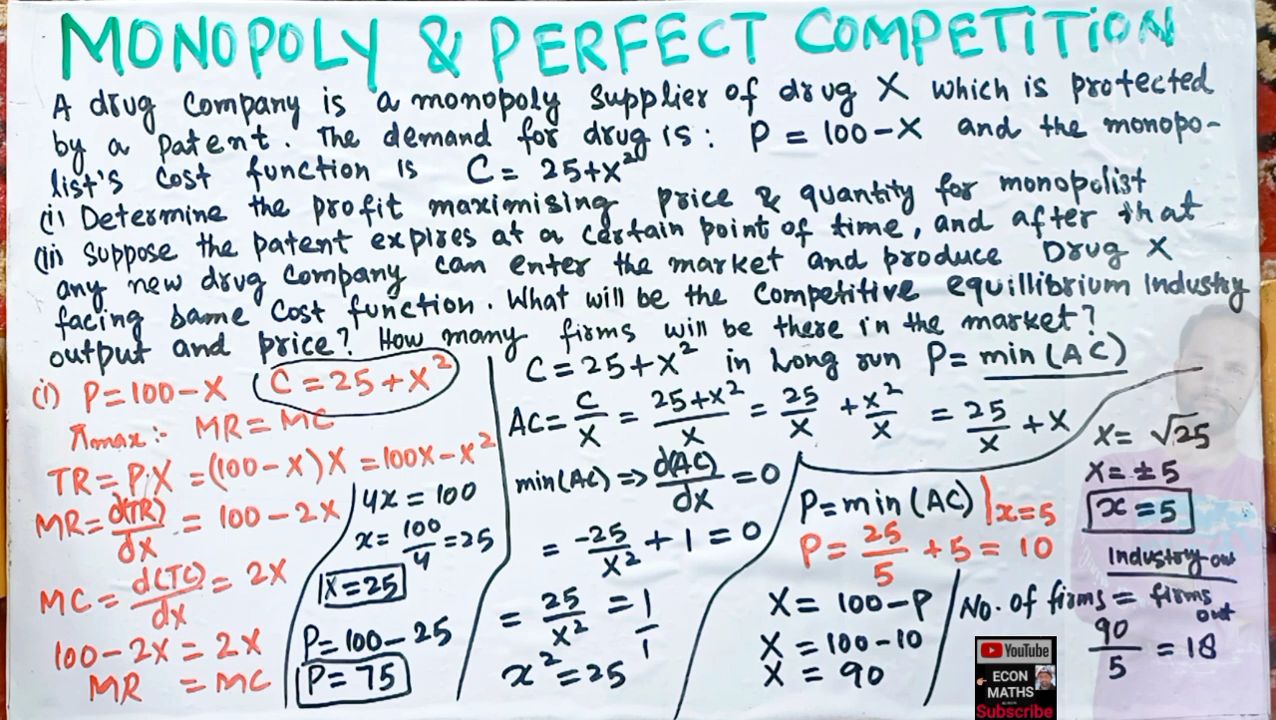 MONOPOLY & PERFECT COMPETITION
A drug Company is a monopoly supplier of drug X which is protected
by a patent. The demand for drug is: P = 100 - X and the monopo-
list's cost function is C = 25+x²
(i) Determine the profit maximising price & quantity for monopolist
(ii) Suppose the patent expires at a certain point of time, and after that
any new drug company can enter the market and produce Drug X
facing same cost function. What will be the competitive equillibrium industry
output and price? How many firms will be there in the market?
(i) P=100-X C=25+X²
πmax:- MR=MC
TR=P.X=(100-X)X=100X-X²
MR=d(TR)/dx = 100-2X
MC=d(TC)/dx=2X
100-2X=2X
MR = MC
4x=100
x=100/4=25
X=25
P=100-25
P=75
C=25+X² in Long run P=min(AC)
AC=C/X=25+X²/X=25/X+X²/X=25/X+X
min(AC)=>d(AC)/dx=0
= -25/X²+1=0
= 25/X²=1/1
x²=25
X=√25
X=±5
x=5
P=min(AC)|x=5
P=25/5+5=10
X=100-P
X=100-10
X=90
No. of firms = Industry out/firms out
90/5=18
YouTube
ECON
MATHS
Subscribe